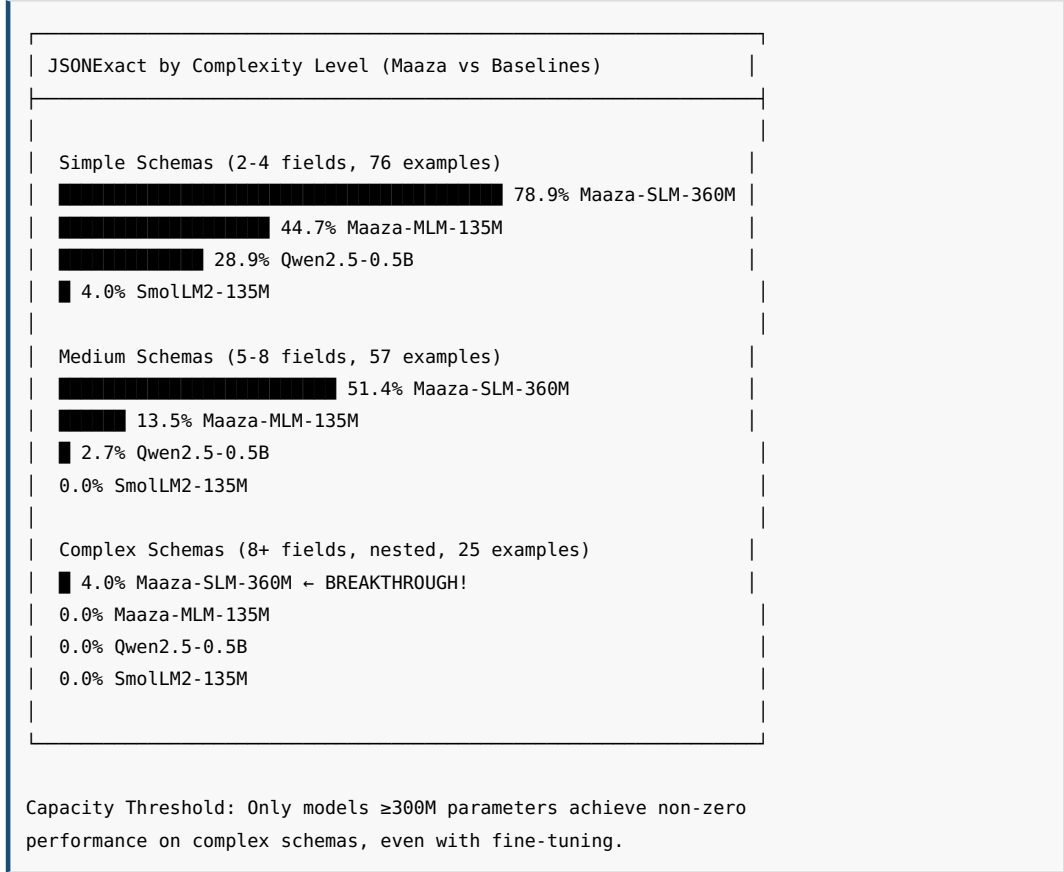 JSONExact by Complexity Level (Maaza vs Baselines)
Simple Schemas (2-4 fields, 76 examples)
78.9% Maaza-SLM-360M
44.7% Maaza-MLM-135M
28.9% Qwen2.5-0.5B
4.0% SmolLM2-135M
Medium Schemas (5-8 fields, 57 examples)
51.4% Maaza-SLM-360M
13.5% Maaza-MLM-135M
2.7% Qwen2.5-0.5B
0.0% SmolLM2-135M
Complex Schemas (8+ fields, nested, 25 examples)
4.0% Maaza-SLM-360M ← BREAKTHROUGH!
0.0% Maaza-MLM-135M
0.0% Qwen2.5-0.5B
0.0% SmolLM2-135M
Capacity Threshold: Only models ≥300M parameters achieve non-zero
performance on complex schemas, even with fine-tuning.